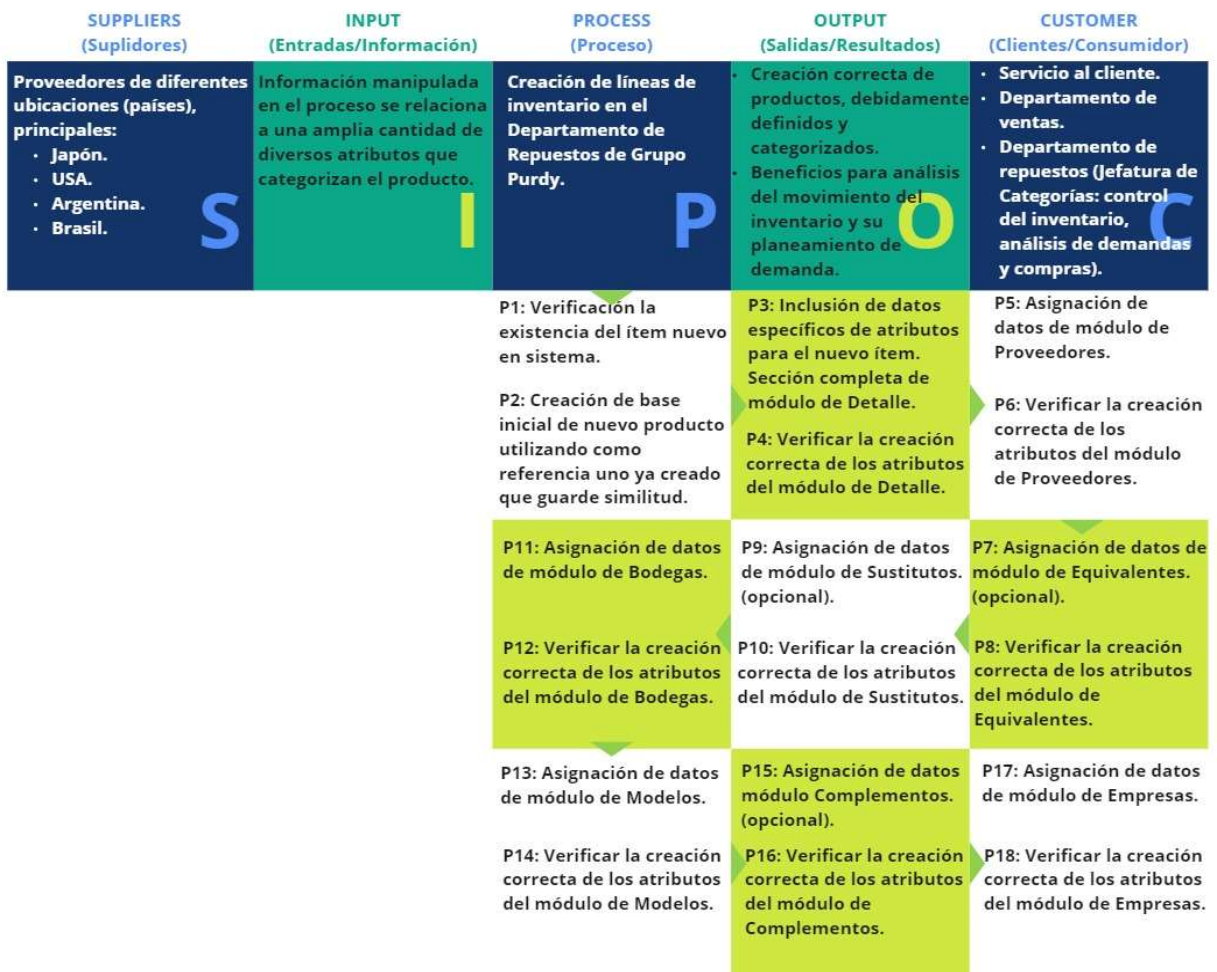 SUPPLIERS
(Suplidores)
INPUT
(Entradas/Información)
PROCESS
(Proceso)
OUTPUT
(Salidas/Resultados)
CUSTOMER
(Clientes/Consumidor)
Proveedores de diferentes
ubicaciones (países),
principales:
· Japón.
· USA.
· Argentina.
· Brasil.
S
Información manipulada
en el proceso se relaciona
a una amplia cantidad de
diversos atributos que
categorizan el producto.
I
Creación de líneas de
inventario en el
Departamento de
Repuestos de Grupo
Purdy.
P
· Creación correcta de
productos, debidamente
definidos y
categorizados.
· Beneficios para análisis
del movimiento del
inventario y su
planeamiento de
demanda.
O
· Servicio al cliente.
· Departamento de
ventas.
· Departamento de
repuestos (Jefatura de
Categorías: control
del inventario,
análisis de demandas
y compras).
C
P1: Verificación la
existencia del ítem nuevo
en sistema.
P2: Creación de base
inicial de nuevo producto
utilizando como
referencia uno ya creado
que guarde similitud.
P3: Inclusión de datos
específicos de atributos
para el nuevo ítem.
Sección completa de
módulo de Detalle.
P4: Verificar la creación
correcta de los atributos
del módulo de Detalle.
P5: Asignación de
datos de módulo de
Proveedores.
P6: Verificar la creación
correcta de los
atributos del módulo
de Proveedores.
P11: Asignación de datos
de módulo de Bodegas.
P12: Verificar la creación
correcta de los atributos
del módulo de Bodegas.
P9: Asignación de datos
de módulo de Sustitutos.
(opcional).
P10: Verificar la creación
correcta de los atributos
del módulo de Sustitutos.
P7: Asignación de datos de
módulo de Equivalentes.
(opcional).
P8: Verificar la creación
correcta de los atributos
del módulo de
Equivalentes.
P13: Asignación de datos
de módulo de Modelos.
P14: Verificar la creación
correcta de los atributos
del módulo de Modelos.
P15: Asignación de datos
módulo Complementos.
(opcional).
P16: Verificar la creación
correcta de los atributos
del módulo de
Complementos.
P17: Asignación de datos
de módulo de Empresas.
P18: Verificar la creación
correcta de los atributos
del módulo de Empresas.